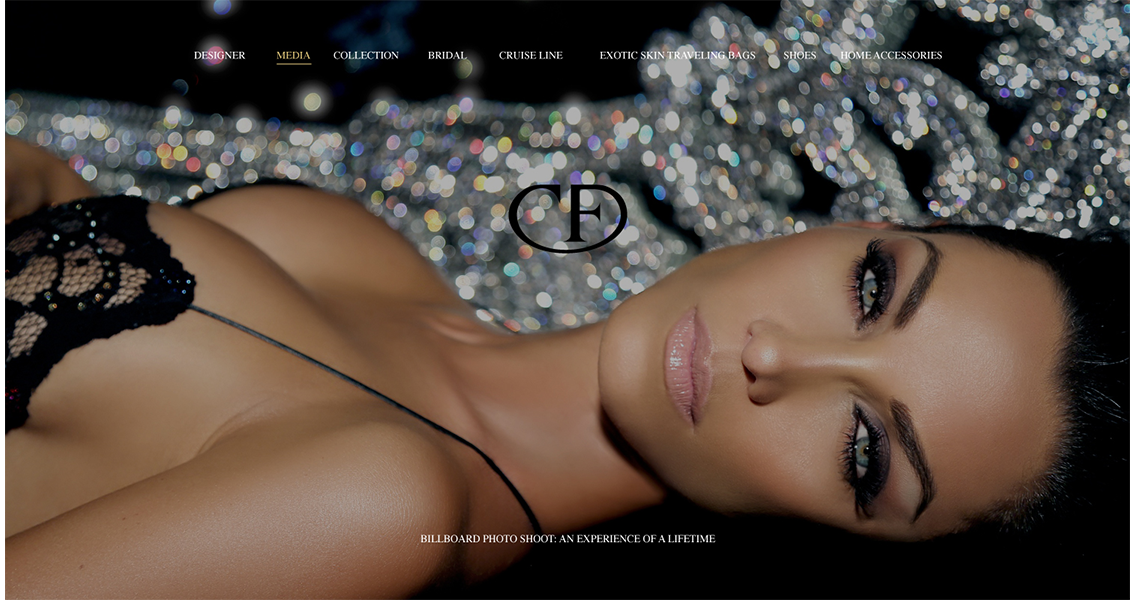 DESIGNER MEDIA COLLECTION BRIDAL CRUISE LINE EXOTIC SKIN TRAVELING BAGS SHOES HOME ACCESSORIES
CF
BILLBOARD PHOTO SHOOT: AN EXPERIENCE OF A LIFETIME